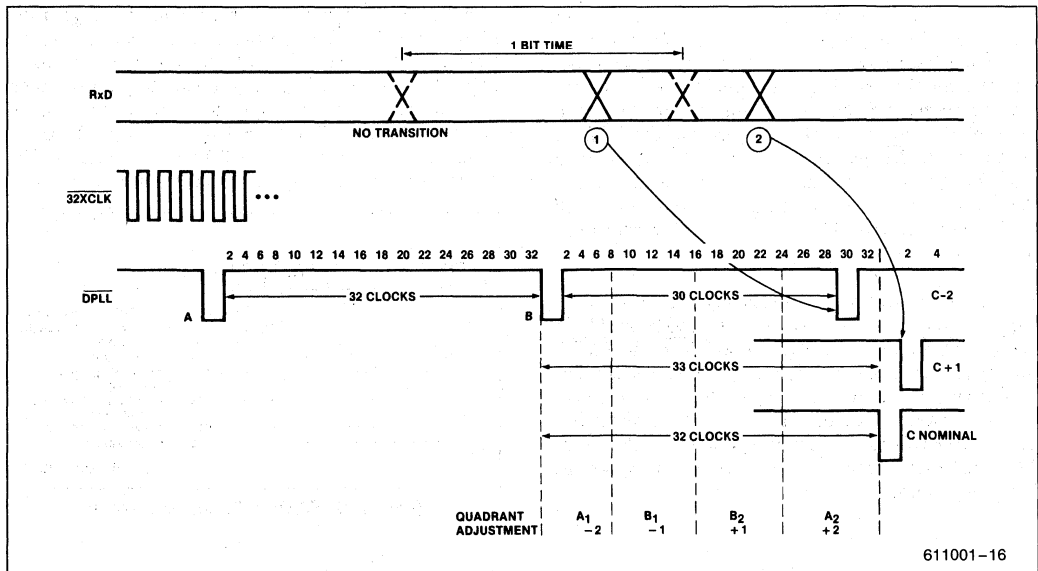 1 BIT TIME
RxD
NO TRANSITION
1
2
32XCLK
2 4 6 8 10 12 14 16 18 20 22 24 26 28 30 32 2 4 6 8 10 12 14 16 18 20 22 24 26 28 30 32 2 4
DPLL
32 CLOCKS
30 CLOCKS
C-2
A
B
33 CLOCKS
C + 1
32 CLOCKS
C NOMINAL
QUADRANT A1 B1 B2 A2
ADJUSTMENT -2 -1 +1 +2
611001-16